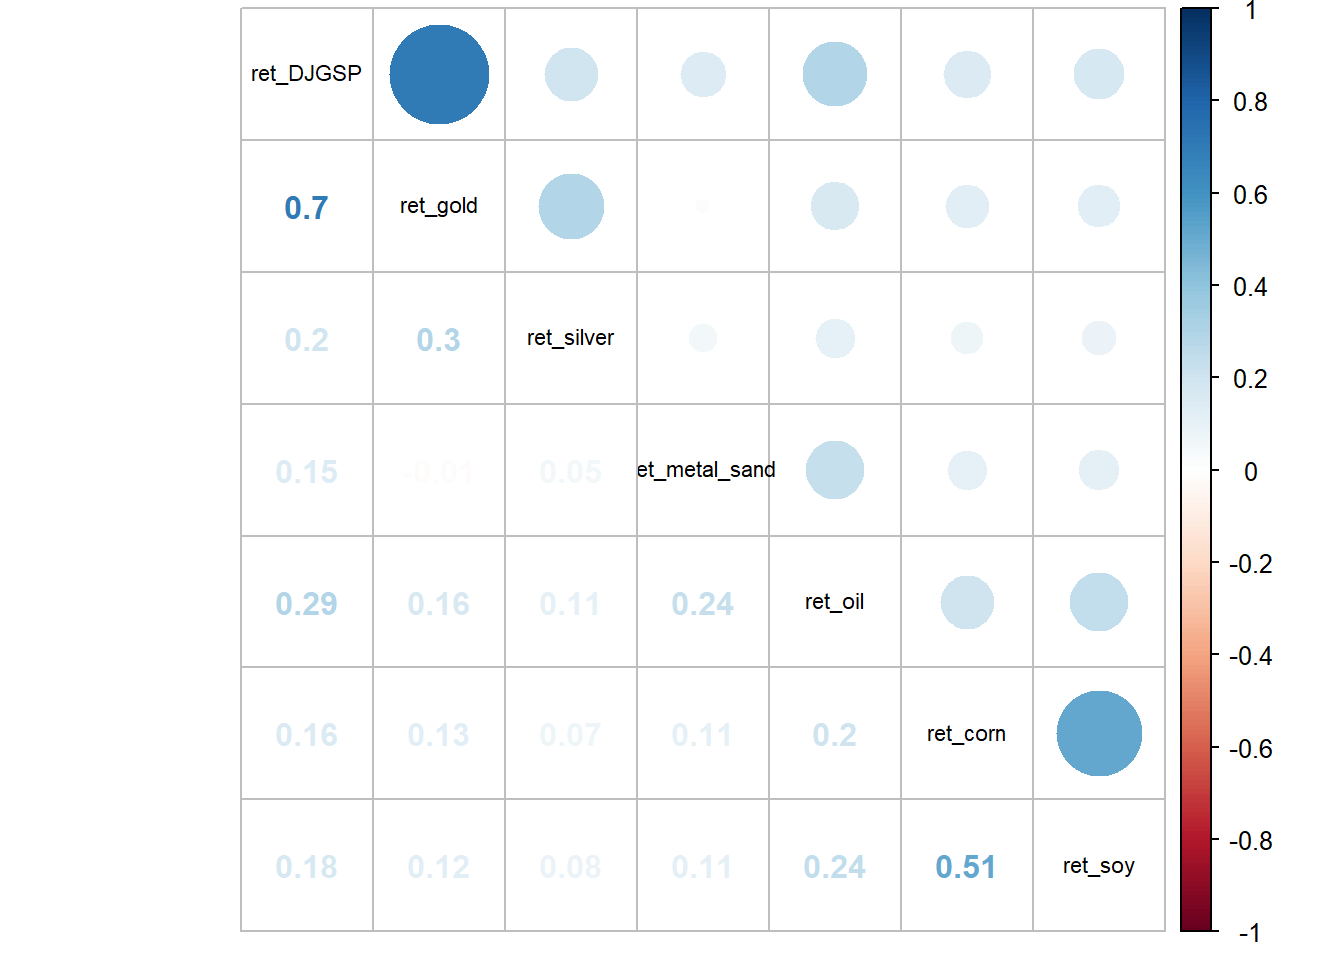 ret_DJGSP
0.7 ret_gold
0.2 0.3 ret_silver
0.15 -0.01 0.05 et_metal_sand
0.29 0.16 0.11 0.24 ret_oil
0.16 0.13 0.07 0.11 0.2 ret_corn
0.18 0.12 0.08 0.11 0.24 0.51 ret_soy
1
0.8
0.6
0.4
0.2
0
-0.2
-0.4
-0.6
-0.8
-1